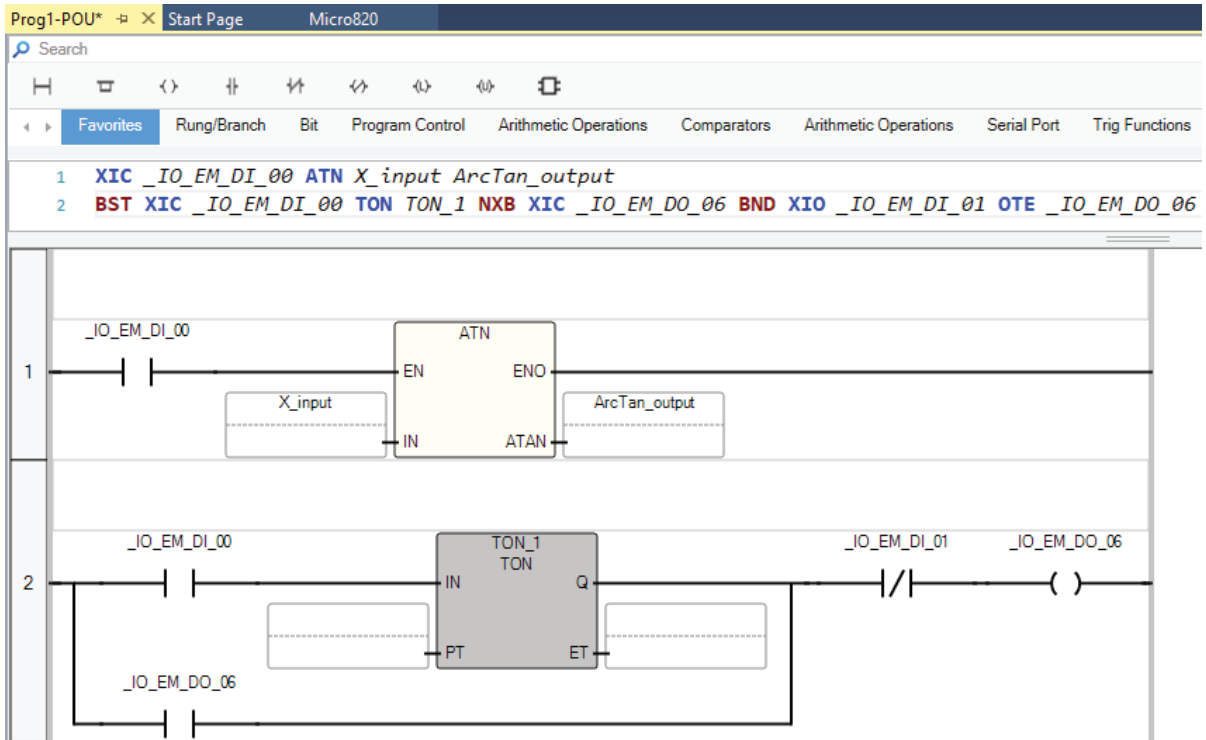 Prog1-POU* Start Page Micro820
Search
Favorites Rung/Branch Bit Program Control Arithmetic Operations Comparators Arithmetic Operations Serial Port Trig Functions
1 XIC _IO_EM_DI_00 ATN X_input ArcTan_output
2 BST XIC _IO_EM_DI_00 TON TON_1 NXB XIC _IO_EM_DO_06 BND XIO _IO_EM_DI_01 OTE _IO_EM_DO_06
_IO_EM_DI_00 ATN
1 EN ENO
X_input ArcTan_output
IN ATAN
_IO_EM_DI_00 TON_1 _IO_EM_DI_01 _IO_EM_DO_06
TON
2 IN Q
PT ET
_IO_EM_DO_06